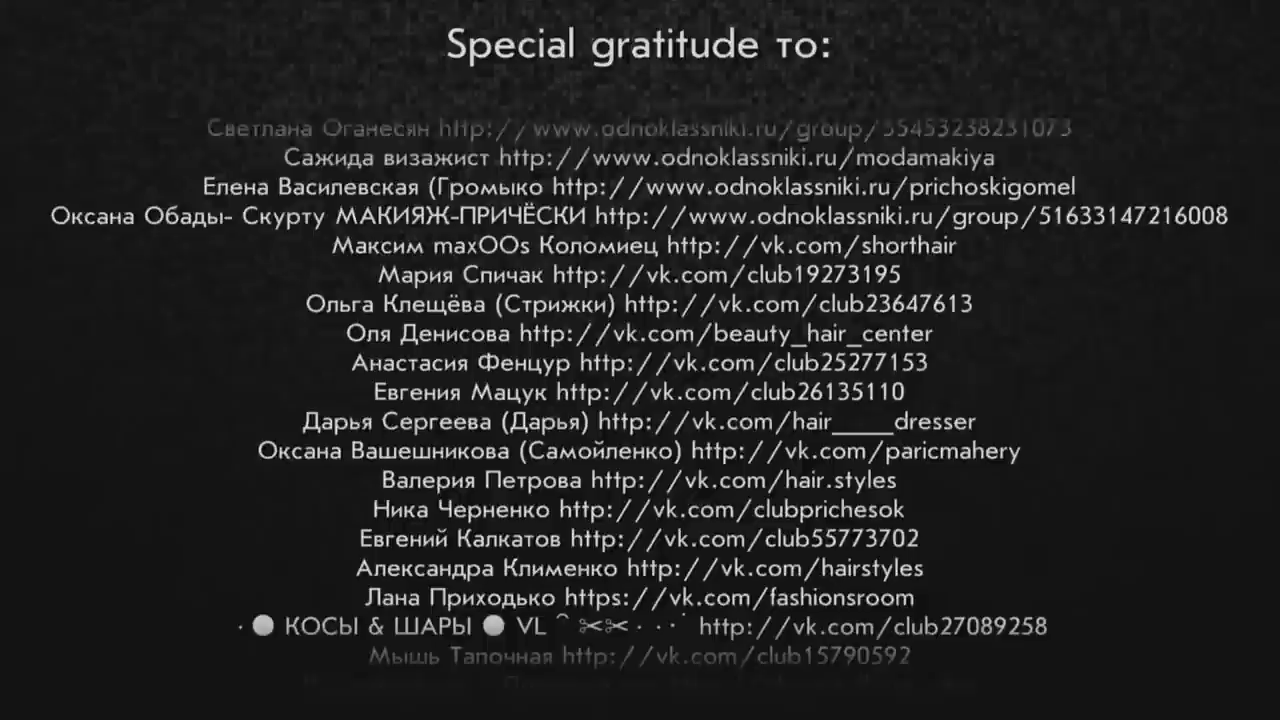 Special gratitude to:
Светлана Оганесян http://www.odnoklassniki.ru/group/55453238231073
Сажида визажист http://www.odnoklassniki.ru/modamakiya
Елена Василевская (Громыко http://www.odnoklassniki.ru/prichoskigomel
Оксана Обады- Скурту МАКИЯЖ-ПРИЧЁСКИ http://www.odnoklassniki.ru/group/51633147216008
Максим maxOOs Коломиец http://vk.com/shorthair
Мария Спичак http://vk.com/club19273195
Ольга Клещёва (Стрижки) http://vk.com/club23647613
Оля Денисова http://vk.com/beauty_hair_center
Анастасия Фенцур http://vk.com/club25277153
Евгения Мацук http://vk.com/club26135110
Дарья Сергеева (Дарья) http://vk.com/hair____dresser
Оксана Вашешникова (Самойленко) http://vk.com/paricmahery
Валерия Петрова http://vk.com/hair.styles
Ника Черненко http://vk.com/clubprichesok
Евгений Калкатов http://vk.com/club55773702
Александра Клименко http://vk.com/hairstyles
Лана Приходько https://vk.com/fashionsroom
· ● КОСЫ & ШАРЫ ● VL ˆ ✂✂ · · ·˙ http://vk.com/club27089258
Мышь Тапочная http://vk.com/club15790592